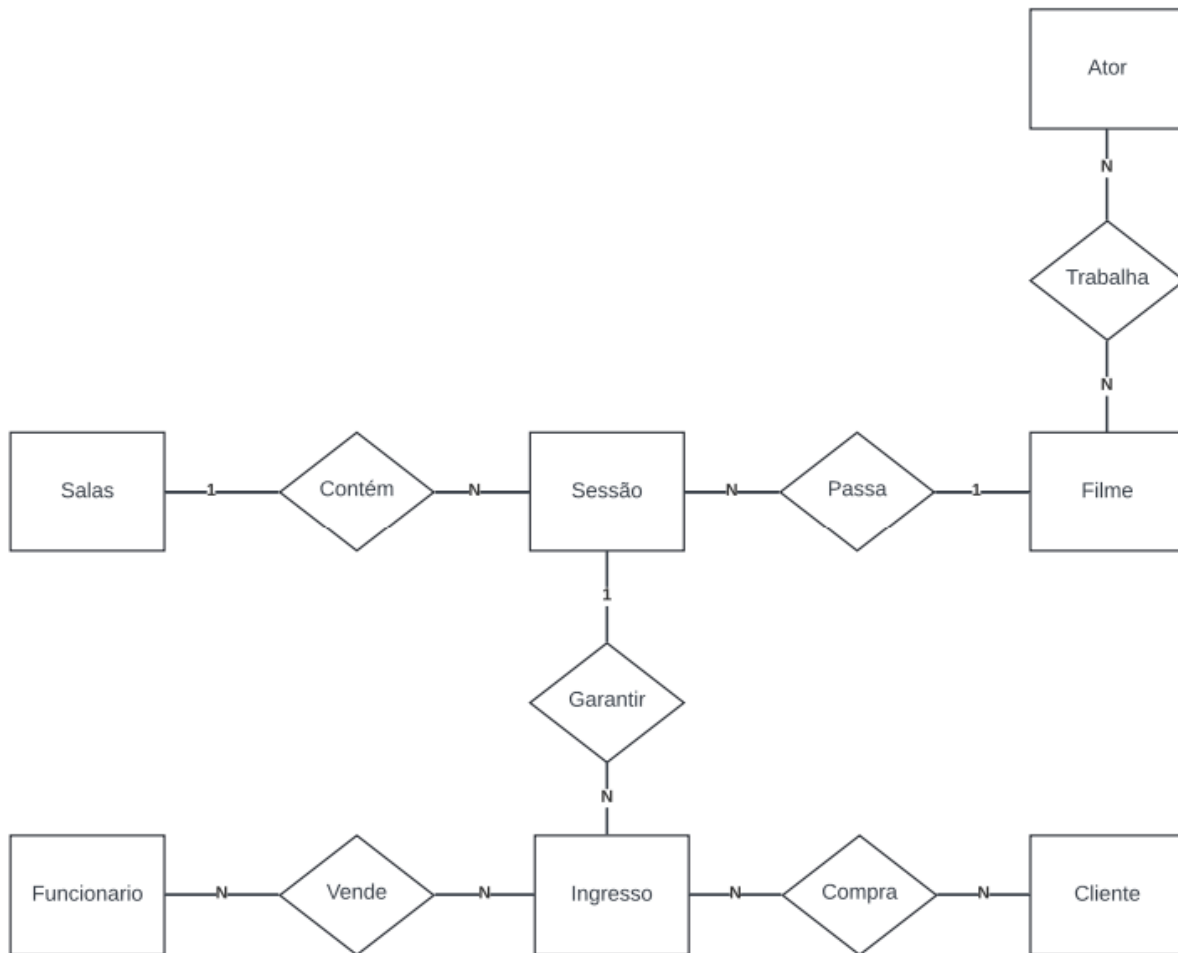 Ator
N
Trabalha
N
Salas
1
Contém
N
Sessão
N
Passa
1
Filme
1
Garantir
N
Funcionario
N
Vende
N
Ingresso
N
Compra
N
Cliente